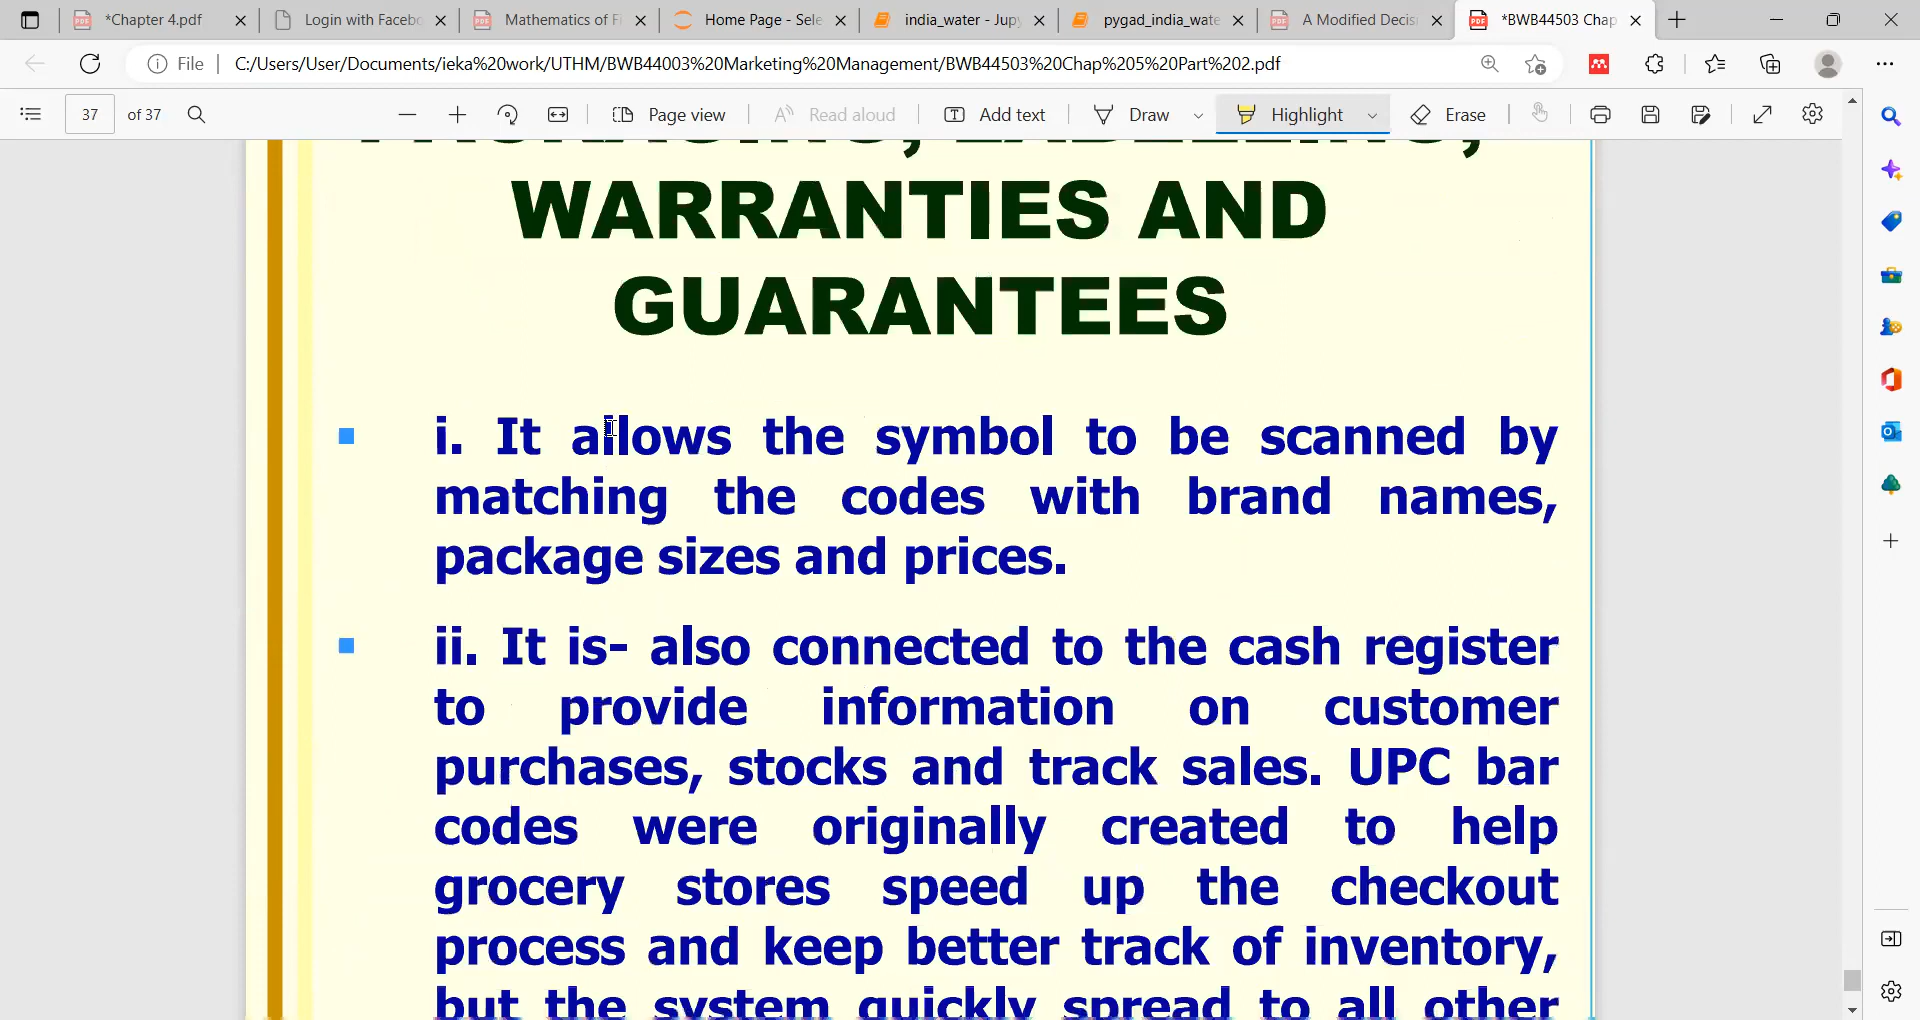 *Chapter 4.pdf
Login with Facebo
Mathematics of Fi
Home Page - Sele
india_water - Jupy
pygad_india_wate
A Modified Decisi
*BWB44503 Chap
File
C:/Users/User/Documents/ieka%20work/UTHM/BWB44003%20Marketing%20Management/BWB44503%20Chap%205%20Part%202.pdf
37 of 37
Page view
Read aloud
Add text
Draw
Highlight
Erase
PACKAGING, LABELLING,
WARRANTIES AND
GUARANTEES
i. It allows the symbol to be scanned by
matching the codes with brand names,
package sizes and prices.
ii. It is- also connected to the cash register
to provide information on customer
purchases, stocks and track sales. UPC bar
codes were originally created to help
grocery stores speed up the checkout
process and keep better track of inventory,
but the system quickly spread to all other